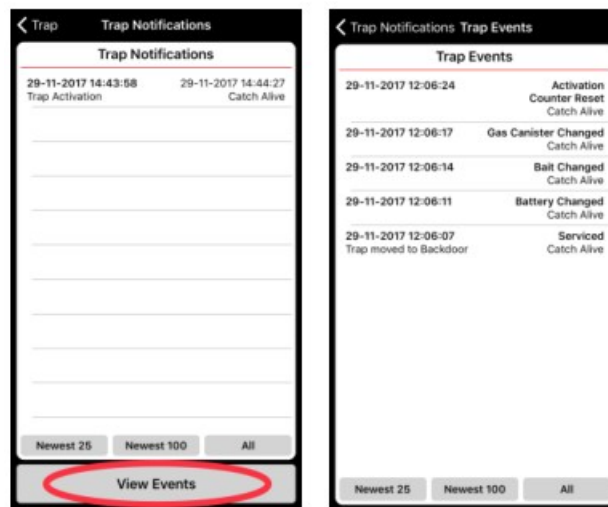 Trap Trap Notifications
Trap Notifications
29-11-2017 14:43:58 29-11-2017 14:44:27
Trap Activation Catch Alive
Newest 25 Newest 100 All
View Events
Trap Notifications Trap Events
Trap Events
29-11-2017 12:06:24 Activation
Counter Reset
Catch Alive
29-11-2017 12:06:17 Gas Canister Changed
Catch Alive
29-11-2017 12:06:14 Bait Changed
Catch Alive
29-11-2017 12:06:11 Battery Changed
Catch Alive
29-11-2017 12:06:07 Serviced
Trap moved to Backdoor Catch Alive
Newest 25 Newest 100 All